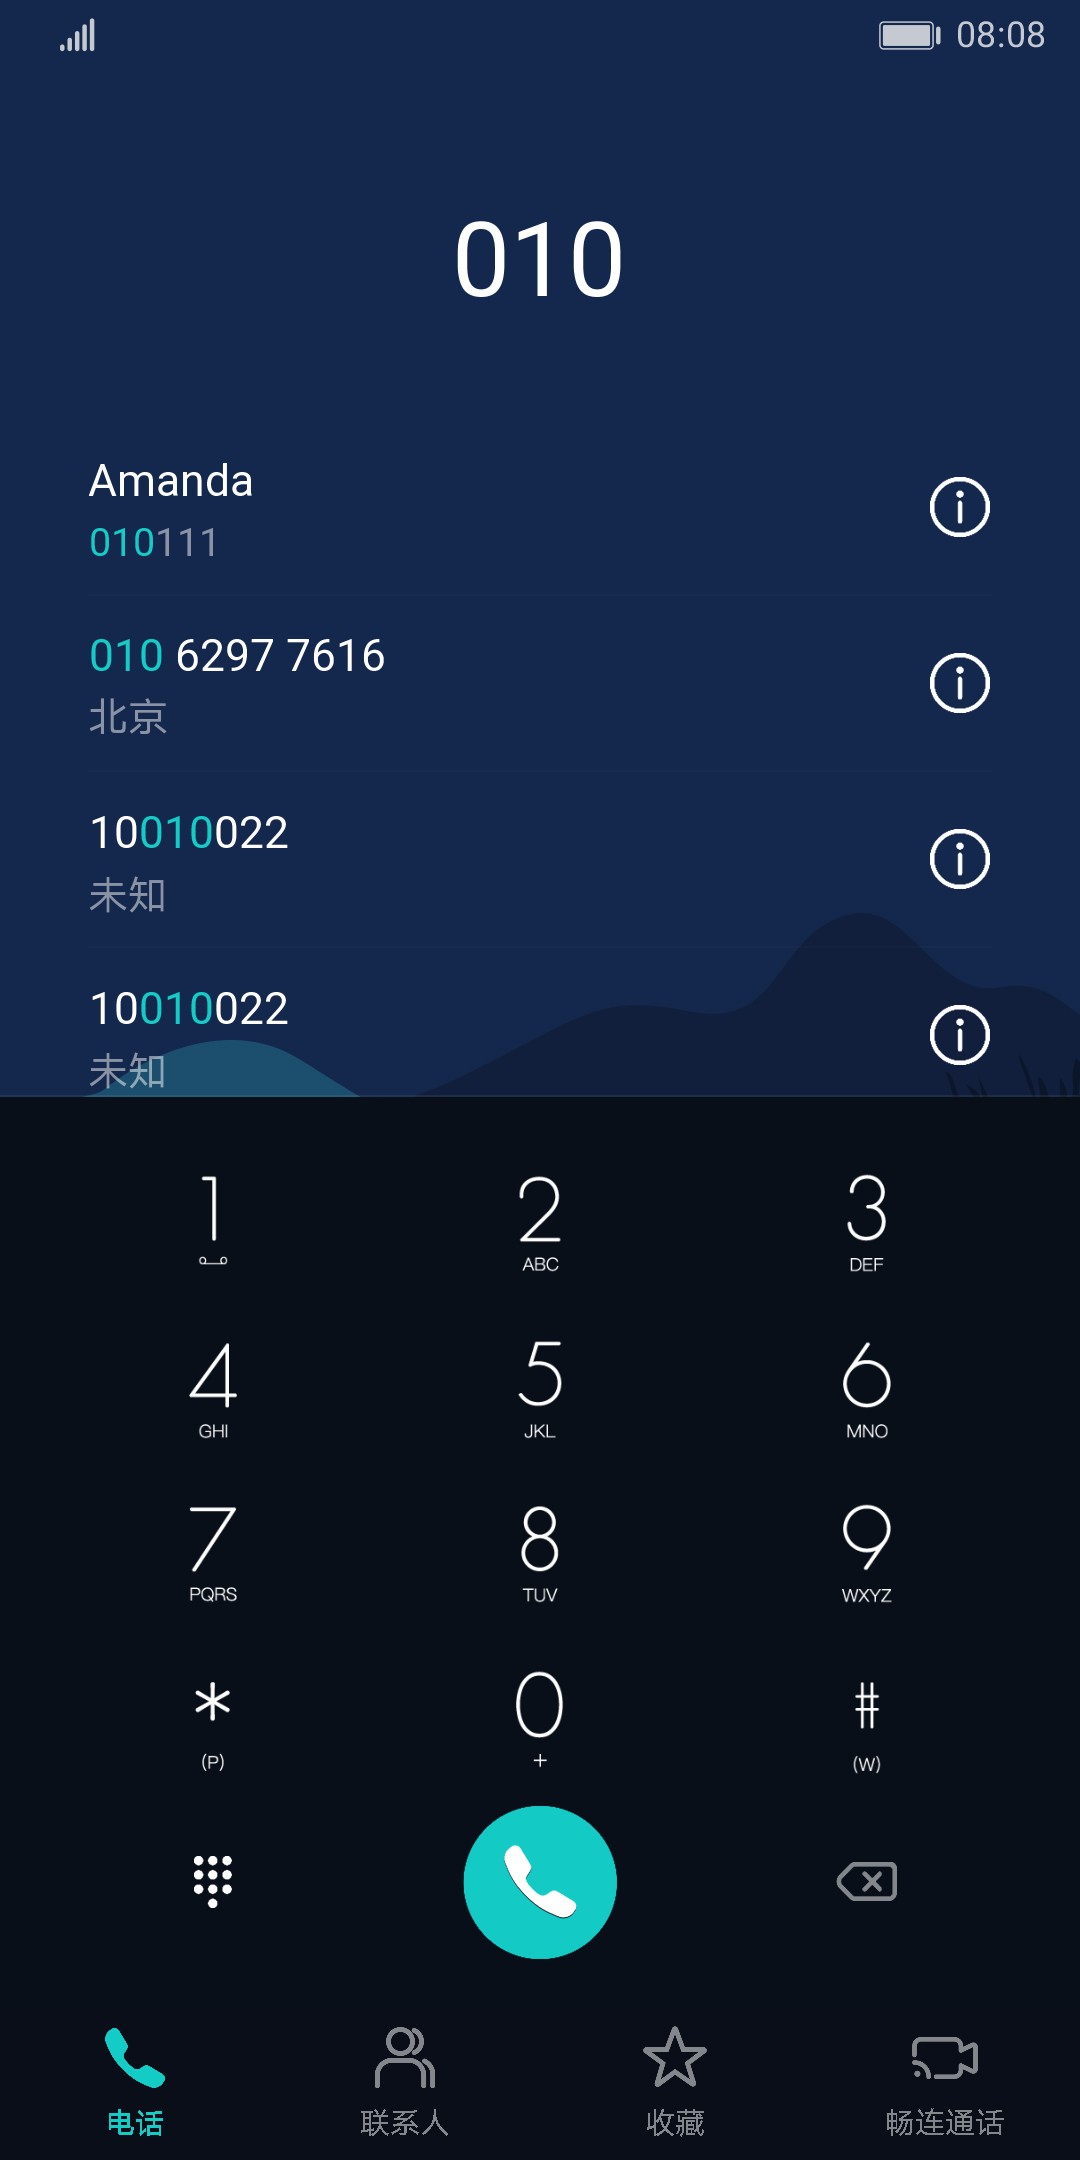 08:08
010
Amanda
010111
010 6297 7616
北京
10010022
未知
10010022
未知
1 2 3
ABC DEF
4 5 6
GHI JKL MNO
7 8 9
PQRS TUV WXYZ
* 0 #
(P) + (W)
电话 联系人 收藏 畅连通话